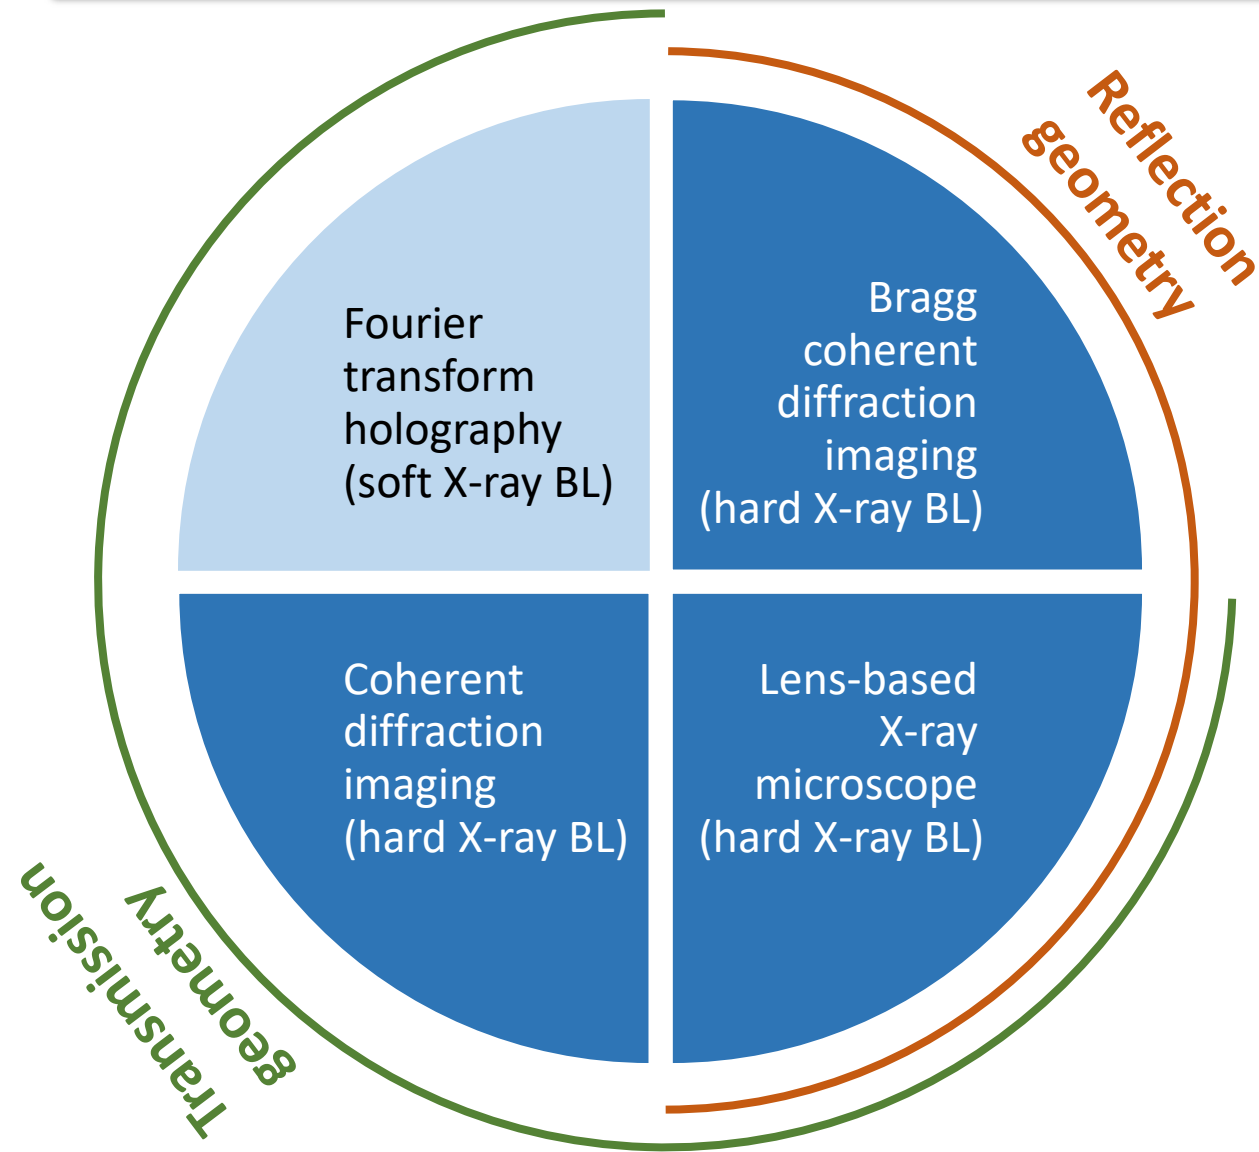 Reflection
geometry
Fourier
transform
holography
(soft X-ray BL)
Bragg
coherent
diffraction
imaging
(hard X-ray BL)
Coherent
diffraction
imaging
(hard X-ray BL)
Lens-based
X-ray
microscope
(hard X-ray BL)
Transmission
geometry